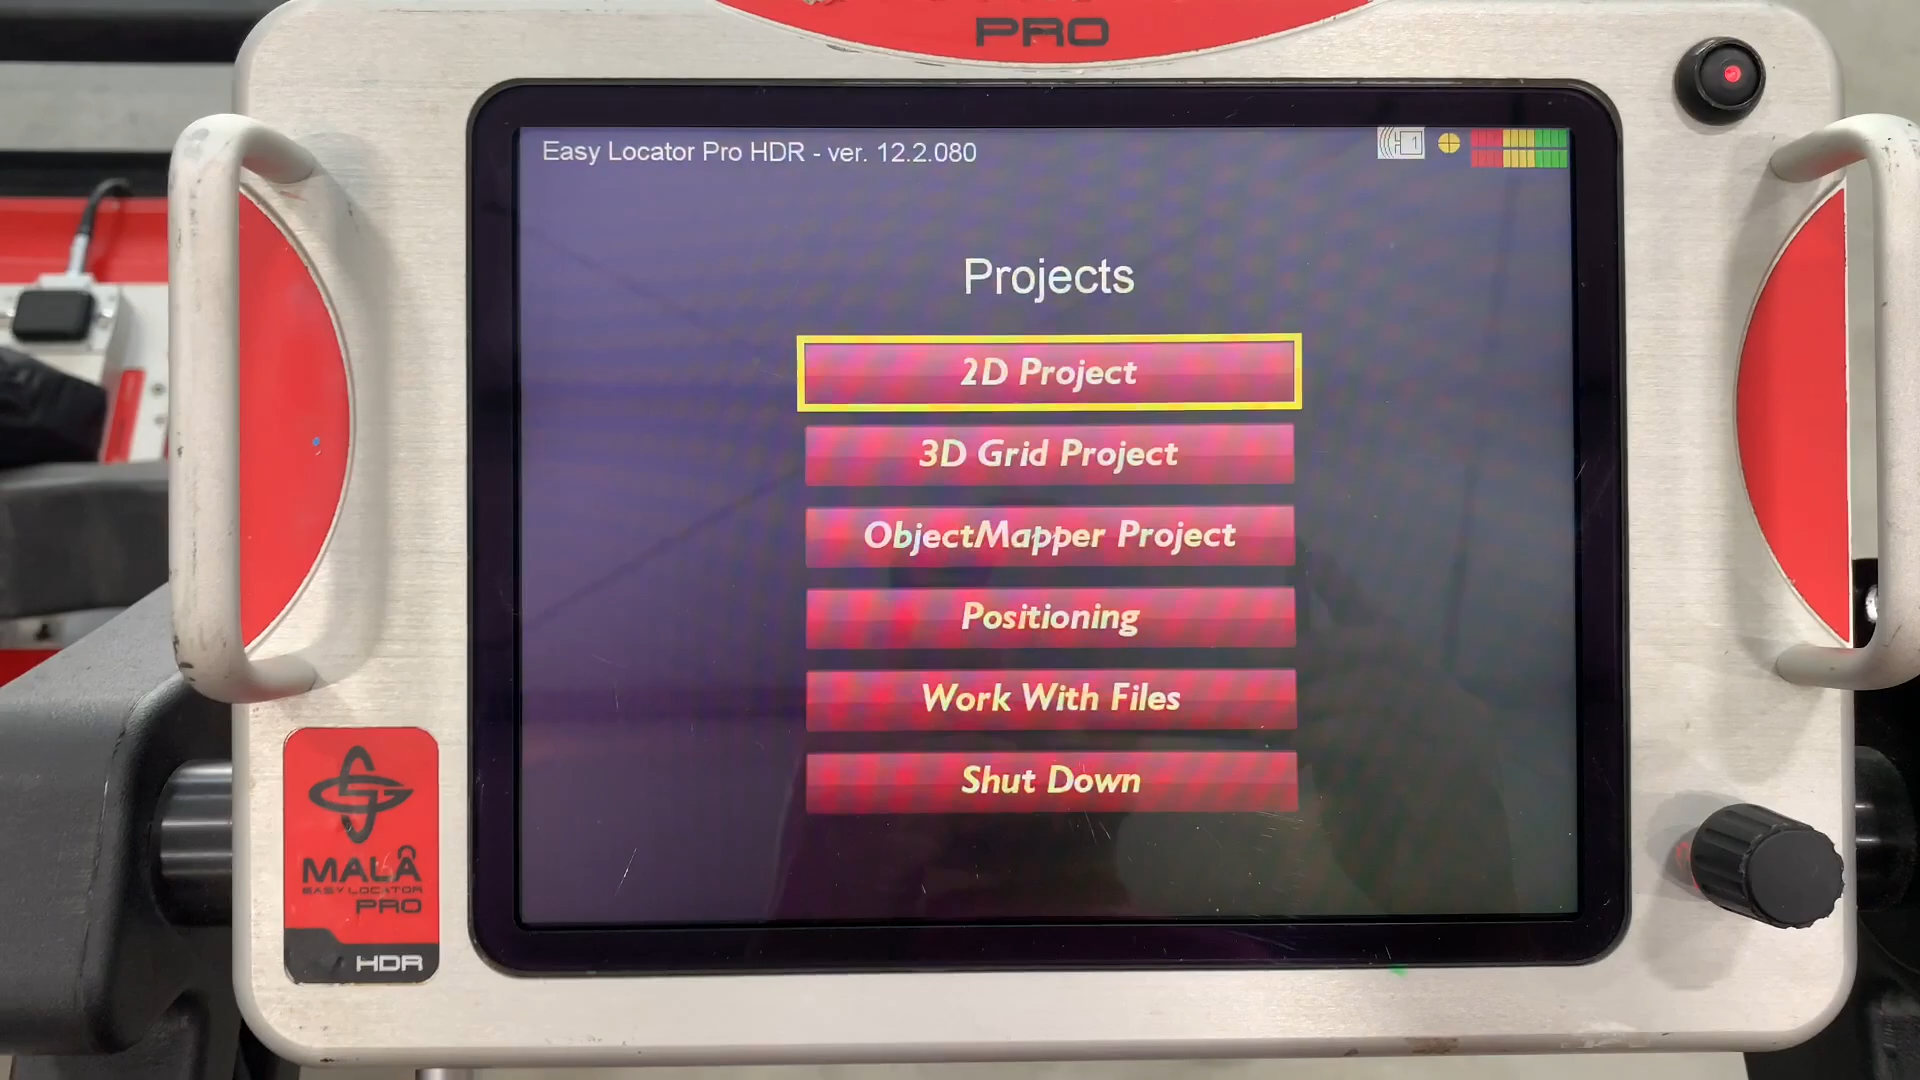 PRO
Easy Locator Pro HDR - ver. 12.2.080
1
Projects
2D Project
3D Grid Project
ObjectMapper Project
Positioning
Work With Files
Shut Down
MALÅ
EASY LOCATOR
PRO
HDR